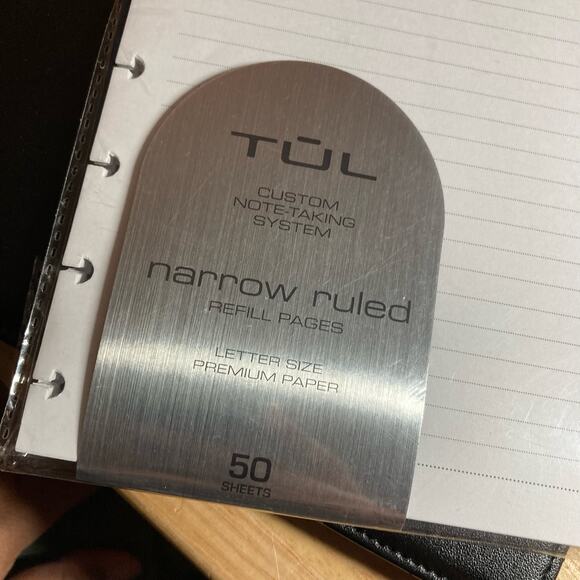 TŪL
CUSTOM
NOTE-TAKING
SYSTEM
narrow ruled
REFILL PAGES
LETTER SIZE
PREMIUM PAPER
50
SHEETS